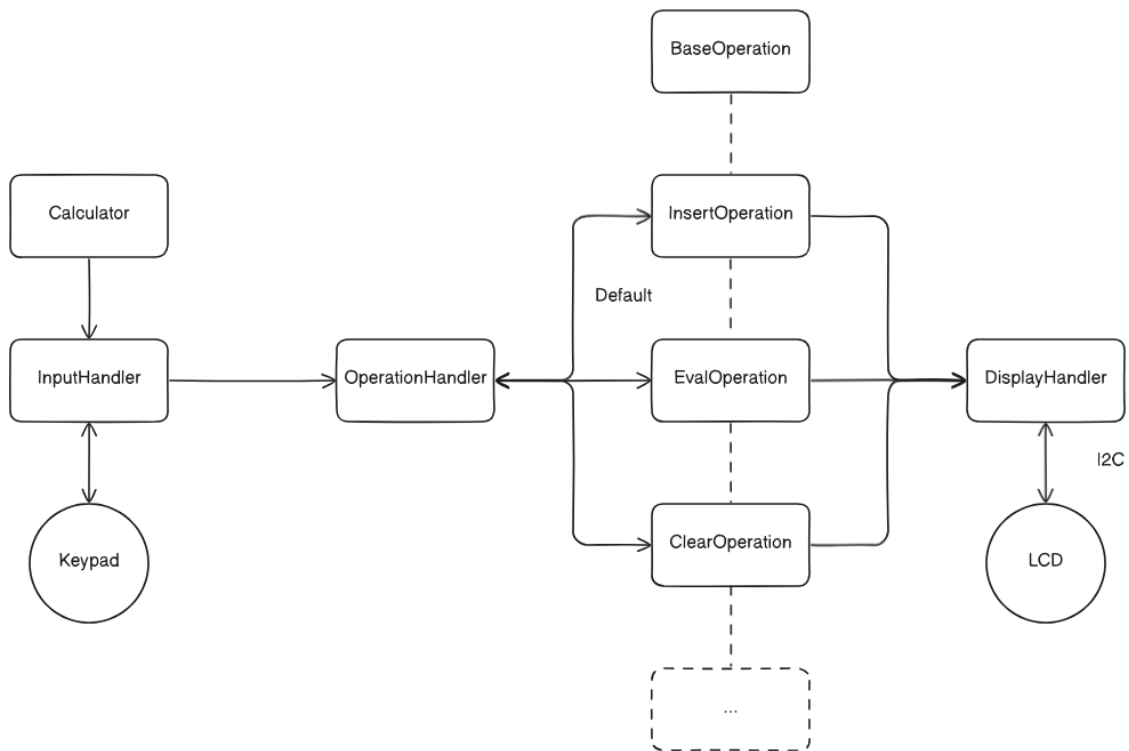 BaseOperation
Calculator
InsertOperation
Default
InputHandler
OperationHandler
EvalOperation
DisplayHandler
I2C
Keypad
ClearOperation
LCD
...